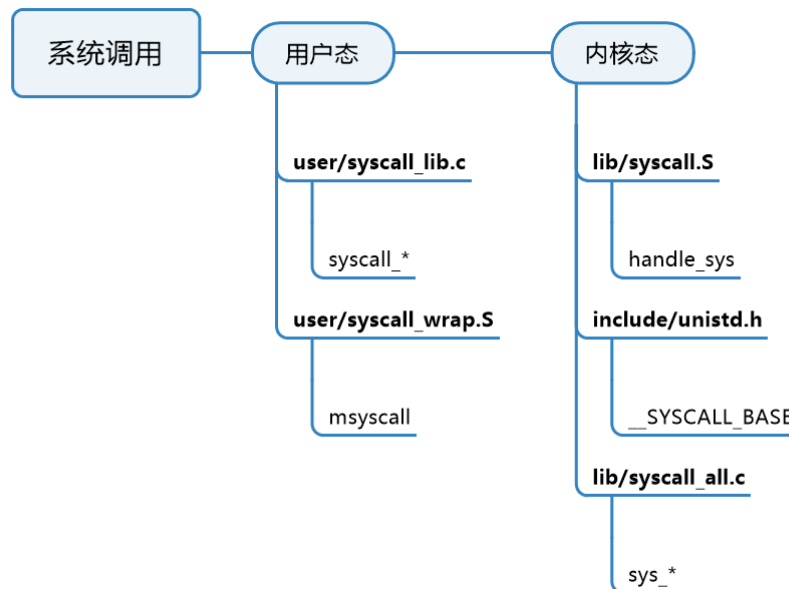 系统调用
用户态
内核态
user/syscall_lib.c
syscall_*
user/syscall_wrap.S
msyscall
lib/syscall.S
handle_sys
include/unistd.h
__SYSCALL_BASE
lib/syscall_all.c
sys_*